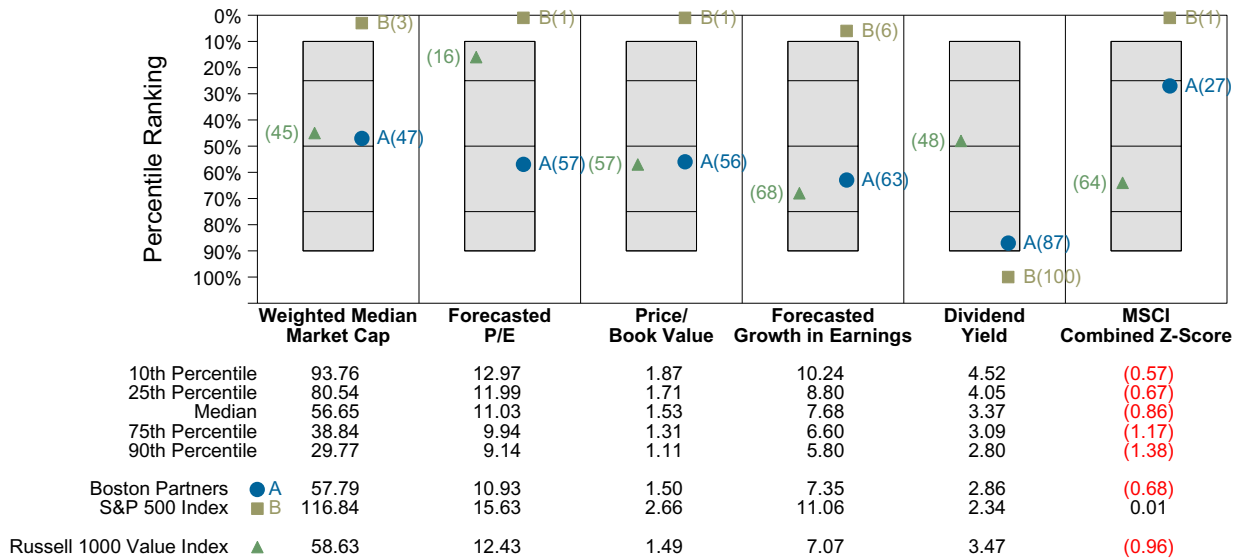 Percentile Ranking
0%
10%
20%
30%
40%
50%
60%
70%
80%
90%
100%
B(3)
(45)
A(47)
B(1)
(16)
A(57)
B(1)
(57)
A(56)
B(6)
(68)
A(63)
(48)
A(87)
B(100)
B(1)
A(27)
(64)
Weighted Median
Market Cap
Forecasted
P/E
Price/
Book Value
Forecasted
Growth in Earnings
Dividend
Yield
MSCI
Combined Z-Score
10th Percentile 93.76 12.97 1.87 10.24 4.52 (0.57)
25th Percentile 80.54 11.99 1.71 8.80 4.05 (0.67)
Median 56.65 11.03 1.53 7.68 3.37 (0.86)
75th Percentile 38.84 9.94 1.31 6.60 3.09 (1.17)
90th Percentile 29.77 9.14 1.11 5.80 2.80 (1.38)
Boston Partners A 57.79 10.93 1.50 7.35 2.86 (0.68)
S&P 500 Index B 116.84 15.63 2.66 11.06 2.34 0.01
Russell 1000 Value Index 58.63 12.43 1.49 7.07 3.47 (0.96)